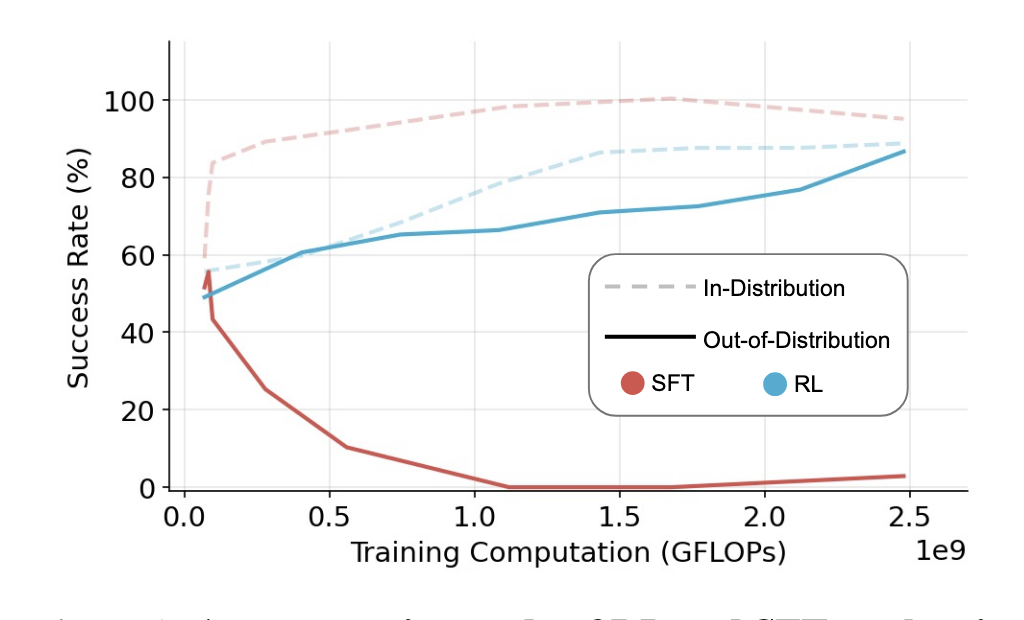 100
80
60
40
20
0
Success Rate (%)
In-Distribution
Out-of-Distribution
SFT RL
0.0 0.5 1.0 1.5 2.0 2.5
1e9
Training Computation (GFLOPs)